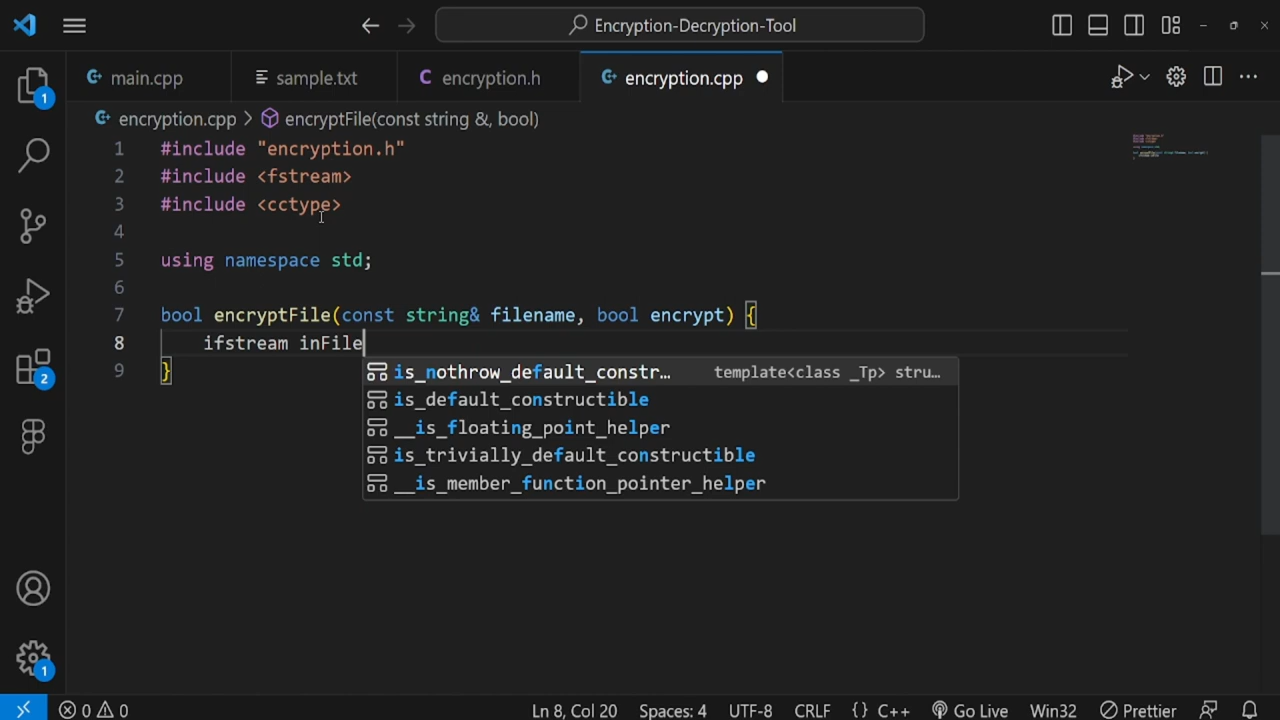 Encryption-Decryption-Tool
main.cpp
sample.txt
encryption.h
encryption.cpp
encryption.cpp > encryptFile(const string &, bool)
1 #include "encryption.h"
2 #include <fstream>
3 #include <cctype>
4
5 using namespace std;
6
7 bool encryptFile(const string& filename, bool encrypt) {
8 ifstream inFile
9 }
is_nothrow_default_constr… template<class _Tp> stru…
is_default_constructible
__is_floating_point_helper
is_trivially_default_constructible
__is_member_function_pointer_helper
1
2
1
0 0 Ln 8, Col 20 Spaces: 4 UTF-8 CRLF {} C++ Go Live Win32 Prettier